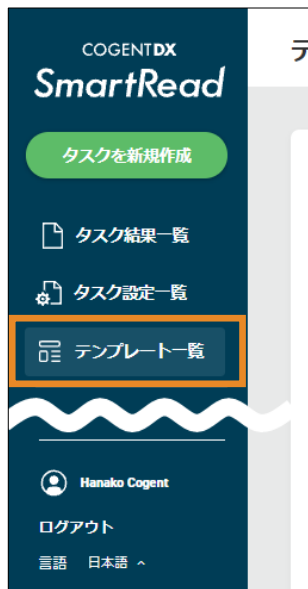 COGENTDX
SmartRead
タスクを新規作成
タスク結果一覧
タスク設定一覧
テンプレート一覧
Hanako Cogent
ログアウト
言語 日本語